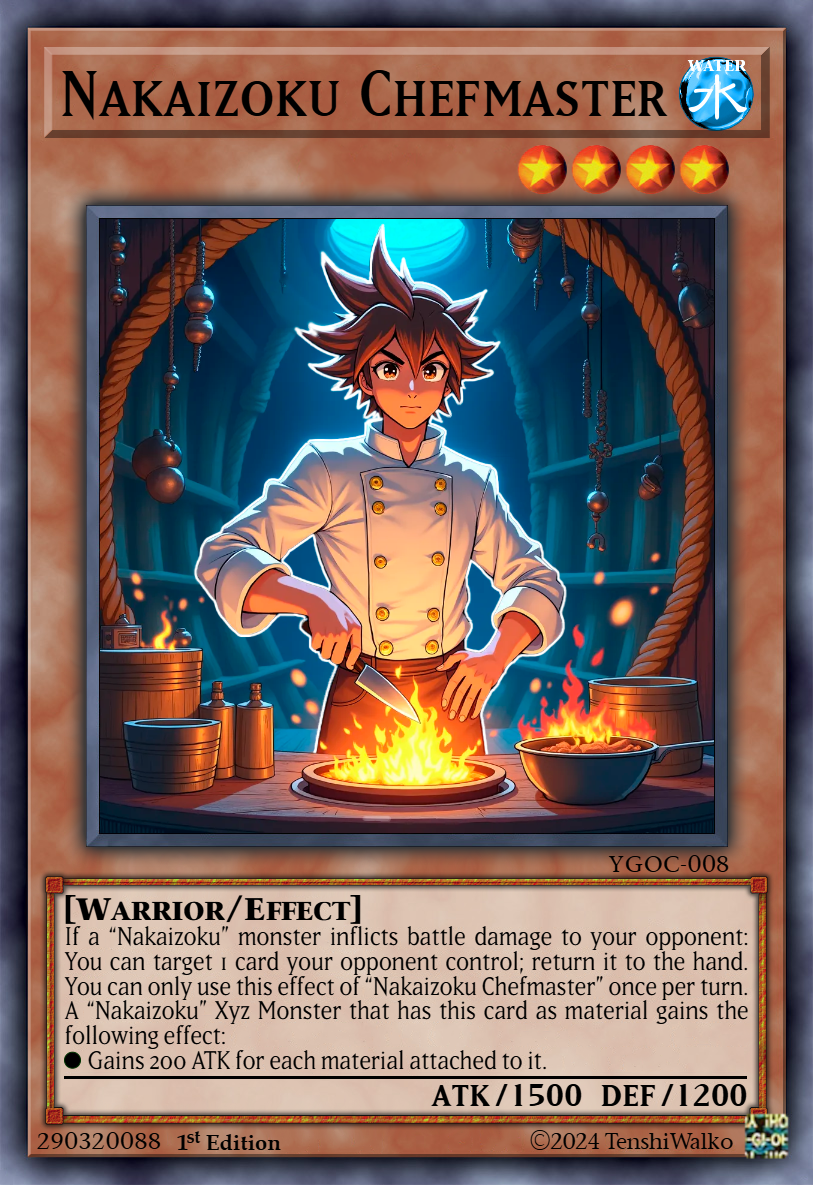 Nakaizoku Chefmaster
WATER
水
YGOC-008
[Warrior/Effect]
If a “Nakaizoku” monster inflicts battle damage to your opponent:
You can target 1 card your opponent control; return it to the hand.
You can only use this effect of “Nakaizoku Chefmaster” once per turn.
A “Nakaizoku” Xyz Monster that has this card as material gains the
following effect:
● Gains 200 ATK for each material attached to it.
ATK/1500 DEF/1200
290320088 1st Edition ©2024 TenshiWalko